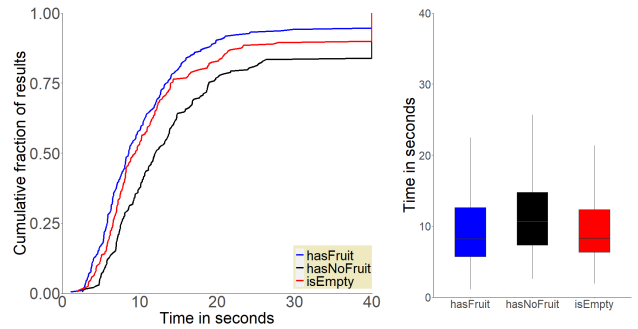 Cumulative fraction of results
1.00
0.75
0.50
0.25
0.00
0
10
20
30
40
Time in seconds
hasFruit
hasNoFruit
isEmpty
Time in seconds
40
30
20
10
0
hasFruit
hasNoFruit
isEmpty